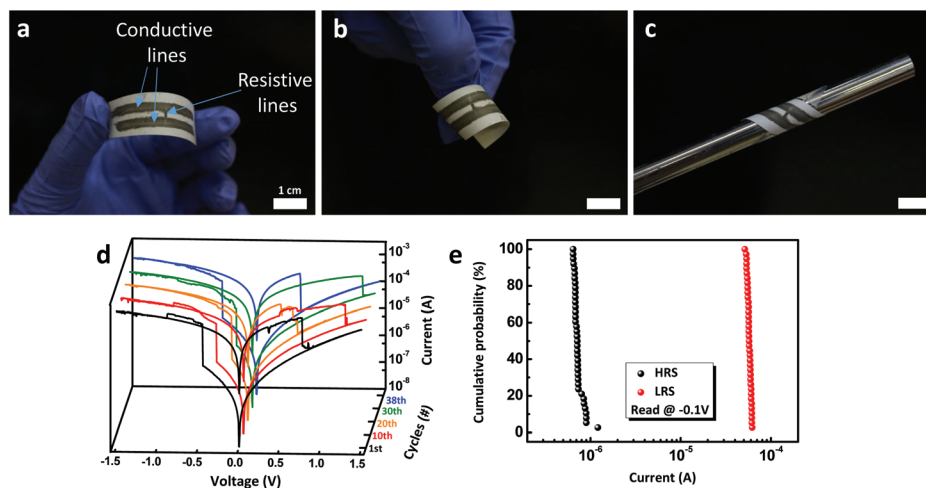 a
Conductive
lines
Resistive
lines
1 cm
b
c
d
10⁻³
10⁻⁴
10⁻⁵
10⁻⁶
10⁻⁷
10⁻⁸
Current (A)
38th
30th
20th
10th
1st
Cycles (#)
-1.5 -1.0 -0.5 0.0 0.5 1.0 1.5
Voltage (V)
e
Cumulative probability (%)
100
80
60
40
20
0
HRS
LRS
Read @ -0.1V
10⁻⁶ 10⁻⁵ 10⁻⁴
Current (A)